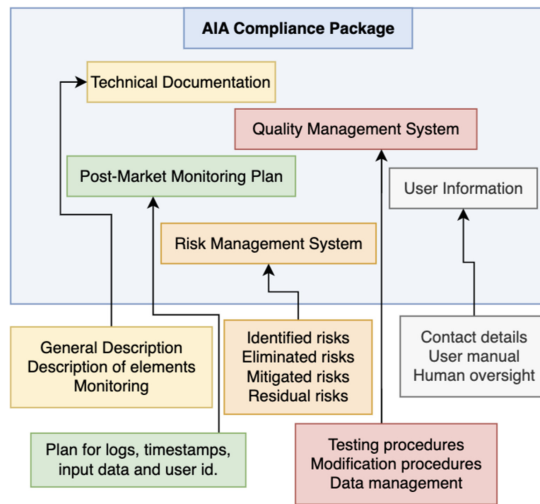 AIA Compliance Package
Technical Documentation
Quality Management System
Post-Market Monitoring Plan
User Information
Risk Management System
General Description
Description of elements
Monitoring
Identified risks
Eliminated risks
Mitigated risks
Residual risks
Contact details
User manual
Human oversight
Plan for logs, timestamps,
input data and user id.
Testing procedures
Modification procedures
Data management